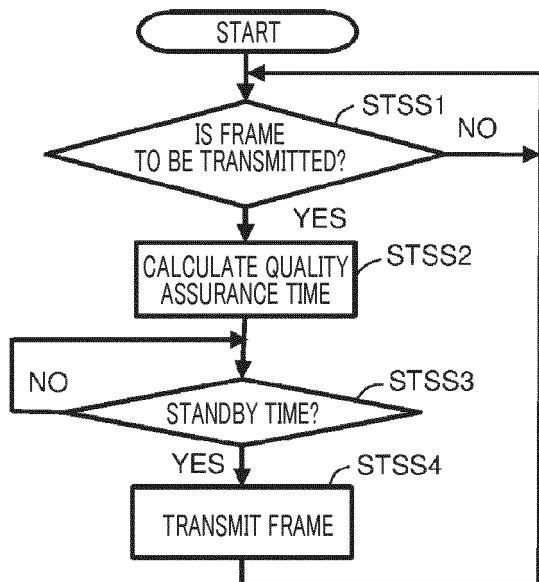 START
STSS1
IS FRAME
TO BE TRANSMITTED?
NO
YES
CALCULATE QUALITY
ASSURANCE TIME
STSS2
NO
STANDBY TIME?
STSS3
YES
STSS4
TRANSMIT FRAME